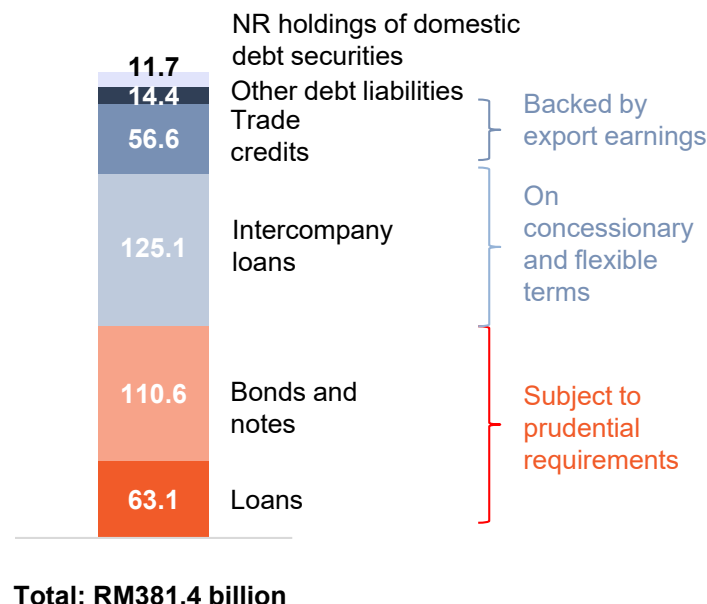 NR holdings of domestic
debt securities
11.7
14.4
Other debt liabilities
Trade
credits
56.6
Backed by
export earnings
125.1
Intercompany
loans
On
concessionary
and flexible
terms
110.6
Bonds and
notes
Subject to
prudential
requirements
63.1
Loans
Total: RM381.4 billion